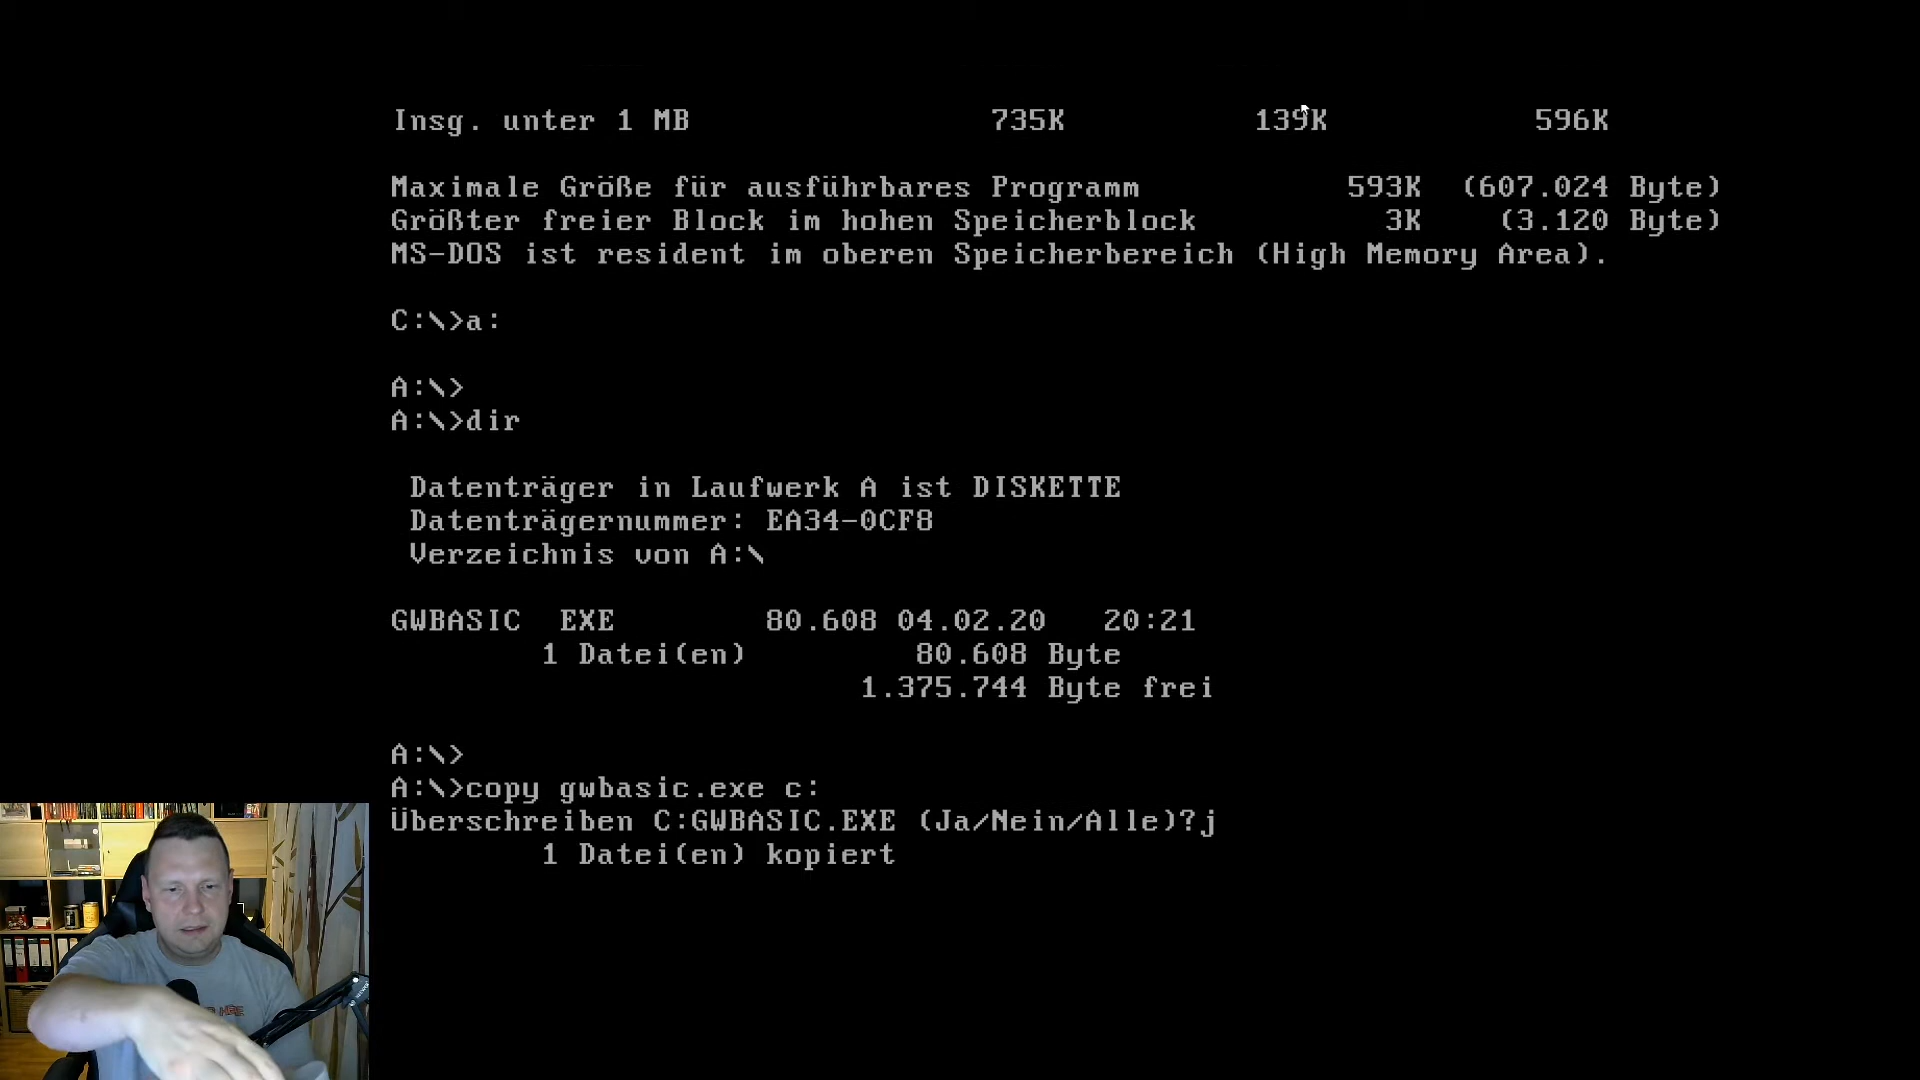 Insg. unter 1 MB 735K 139K 596K
Maximale Größe für ausführbares Programm 593K (607.024 Byte)
Größter freier Block im hohen Speicherblock 3K (3.120 Byte)
MS-DOS ist resident im oberen Speicherbereich (High Memory Area).
C:\>a:
A:\>
A:\>dir
Datenträger in Laufwerk A ist DISKETTE
Datenträgernummer: EA34-0CF8
Verzeichnis von A:\
GWBASIC EXE 80.608 04.02.20 20:21
1 Datei(en) 80.608 Byte
1.375.744 Byte frei
A:\>
A:\>copy gwbasic.exe c:
Überschreiben C:GWBASIC.EXE (Ja/Nein/Alle)?j
1 Datei(en) kopiert